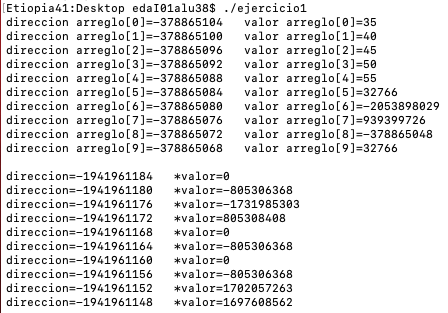 [Etiopia41:Desktop edaI01alu38$ ./ejercicio1
direccion arreglo[0]=-378865104   valor arreglo[0]=35
direccion arreglo[1]=-378865100   valor arreglo[1]=40
direccion arreglo[2]=-378865096   valor arreglo[2]=45
direccion arreglo[3]=-378865092   valor arreglo[3]=50
direccion arreglo[4]=-378865088   valor arreglo[4]=55
direccion arreglo[5]=-378865084   valor arreglo[5]=32766
direccion arreglo[6]=-378865080   valor arreglo[6]=-2053898029
direccion arreglo[7]=-378865076   valor arreglo[7]=939399726
direccion arreglo[8]=-378865072   valor arreglo[8]=-378865048
direccion arreglo[9]=-378865068   valor arreglo[9]=32766

direccion=-1941961184   *valor=0
direccion=-1941961180   *valor=-805306368
direccion=-1941961176   *valor=-1731985303
direccion=-1941961172   *valor=805308408
direccion=-1941961168   *valor=0
direccion=-1941961164   *valor=-805306368
direccion=-1941961160   *valor=0
direccion=-1941961156   *valor=-805306368
direccion=-1941961152   *valor=1702057263
direccion=-1941961148   *valor=1697608562